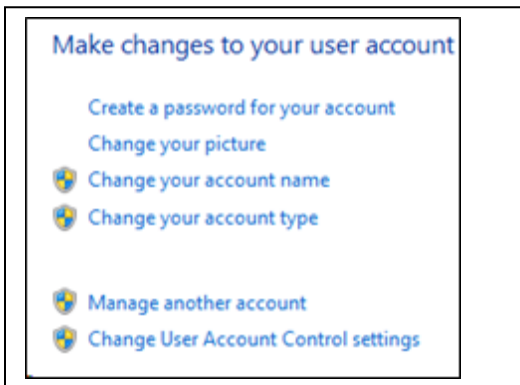 Make changes to your user account
Create a password for your account
Change your picture
Change your account name
Change your account type
Manage another account
Change User Account Control settings